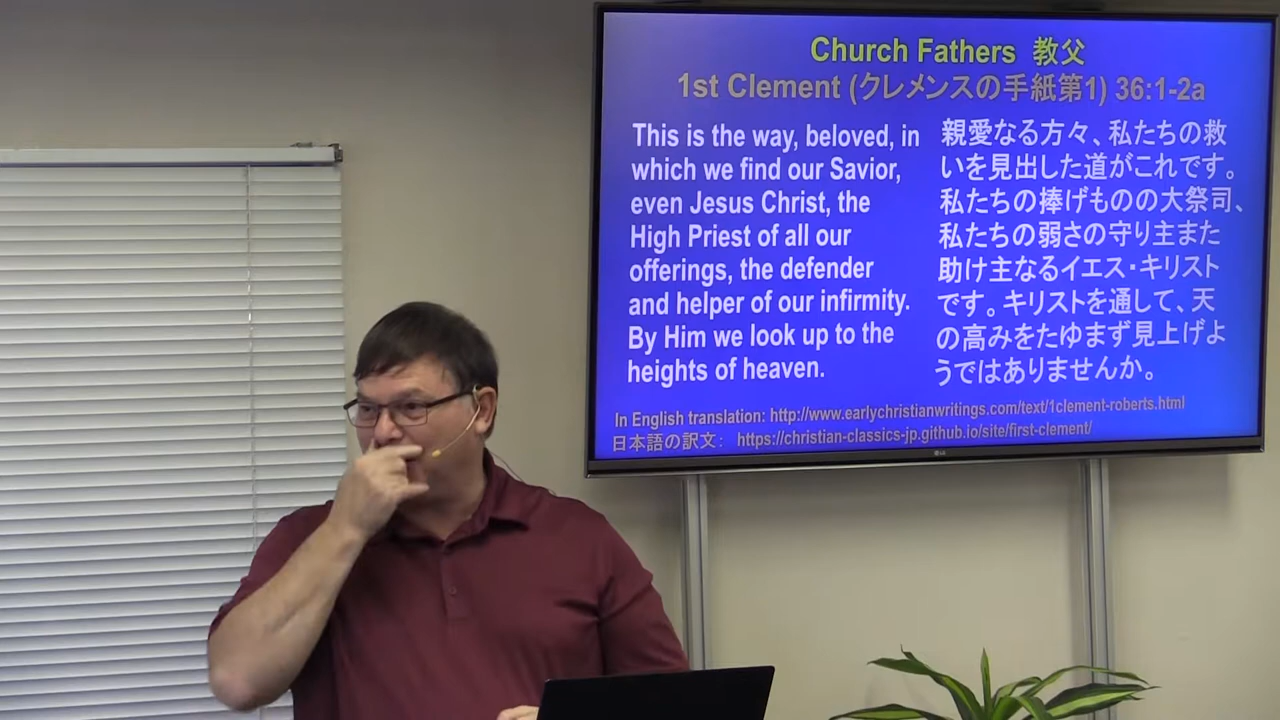 Church Fathers 教父
1st Clement (クレメンスの手紙第1) 36:1-2a
This is the way, beloved, in
which we find our Savior,
even Jesus Christ, the
High Priest of all our
offerings, the defender
and helper of our infirmity.
By Him we look up to the
heights of heaven.
親愛なる方々、私たちの救
いを見出した道がこれです。
私たちの捧げものの大祭司、
私たちの弱さの守り主また
助け主なるイエス・キリスト
です。キリストを通して、天
の高みをたゆまず見上げよ
うではありませんか。
In English translation: http://www.earlychristianwritings.com/text/1clement-roberts.html
日本語の訳文: https://christian-classics-jp.github.io/site/first-clement/
LG